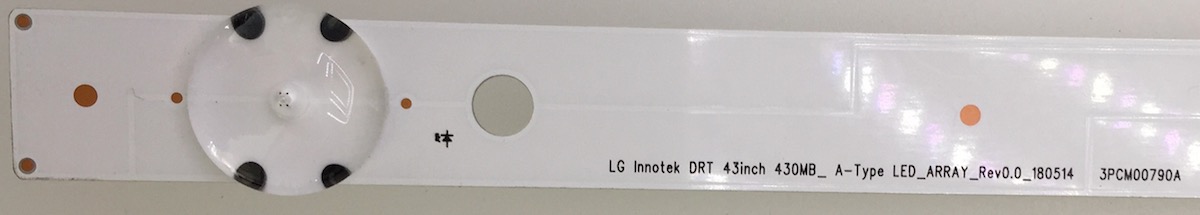 LG Innotek DRT 43inch 430MB_ A-Type LED_ARRAY_Rev0.0_180514 3PCM00790A